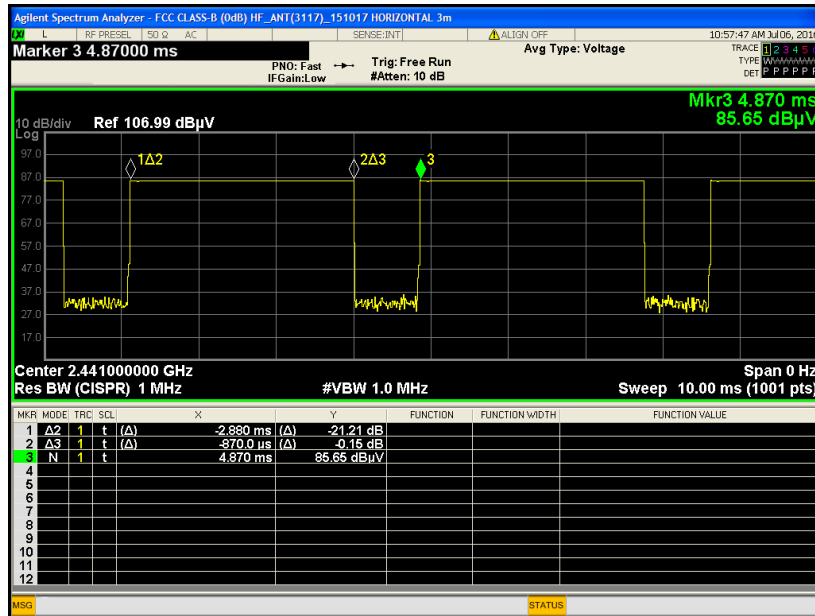 Agilent Spectrum Analyzer - FCC CLASS-B (0dB) HF_ANT(3117)_151017 HORIZONTAL 3m
LXI L RF PRESEL 50 Ω AC SENSE:INT ALIGN OFF 10:57:47 AM Jul 06, 2016
Marker 3 4.87000 ms Avg Type: Voltage TRACE 1 2 3 4 5
PNO: Fast Trig: Free Run TYPE
IFGain:Low #Atten: 10 dB DET P P P P P
Mkr3 4.870 ms
10 dB/div Ref 106.99 dBµV 85.65 dBµV
Log
97.0
1Δ2 2Δ3 3
87.0
77.0
67.0
57.0
47.0
37.0
27.0
17.0
Center 2.441000000 GHz Span 0 Hz
Res BW (CISPR) 1 MHz #VBW 1.0 MHz Sweep 10.00 ms (1001 pts)
MKR MODE TRC SCL X Y FUNCTION FUNCTION WIDTH FUNCTION VALUE
1 Δ2 1 t (Δ) -2.880 ms (Δ) -21.21 dB
2 Δ3 1 t (Δ) -870.0 µs (Δ) -0.15 dB
3 N 1 t 4.870 ms 85.65 dBµV
4
5
6
7
8
9
10
11
12
MSG STATUS